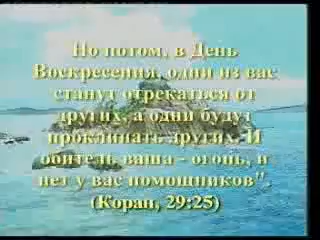 Но потом, в День
Воскресения, одни из вас
станут отрекаться от
других, а одни будут
проклинать других. И
обитель ваша - огонь, и
нет у вас помощников".
(Коран, 29:25)